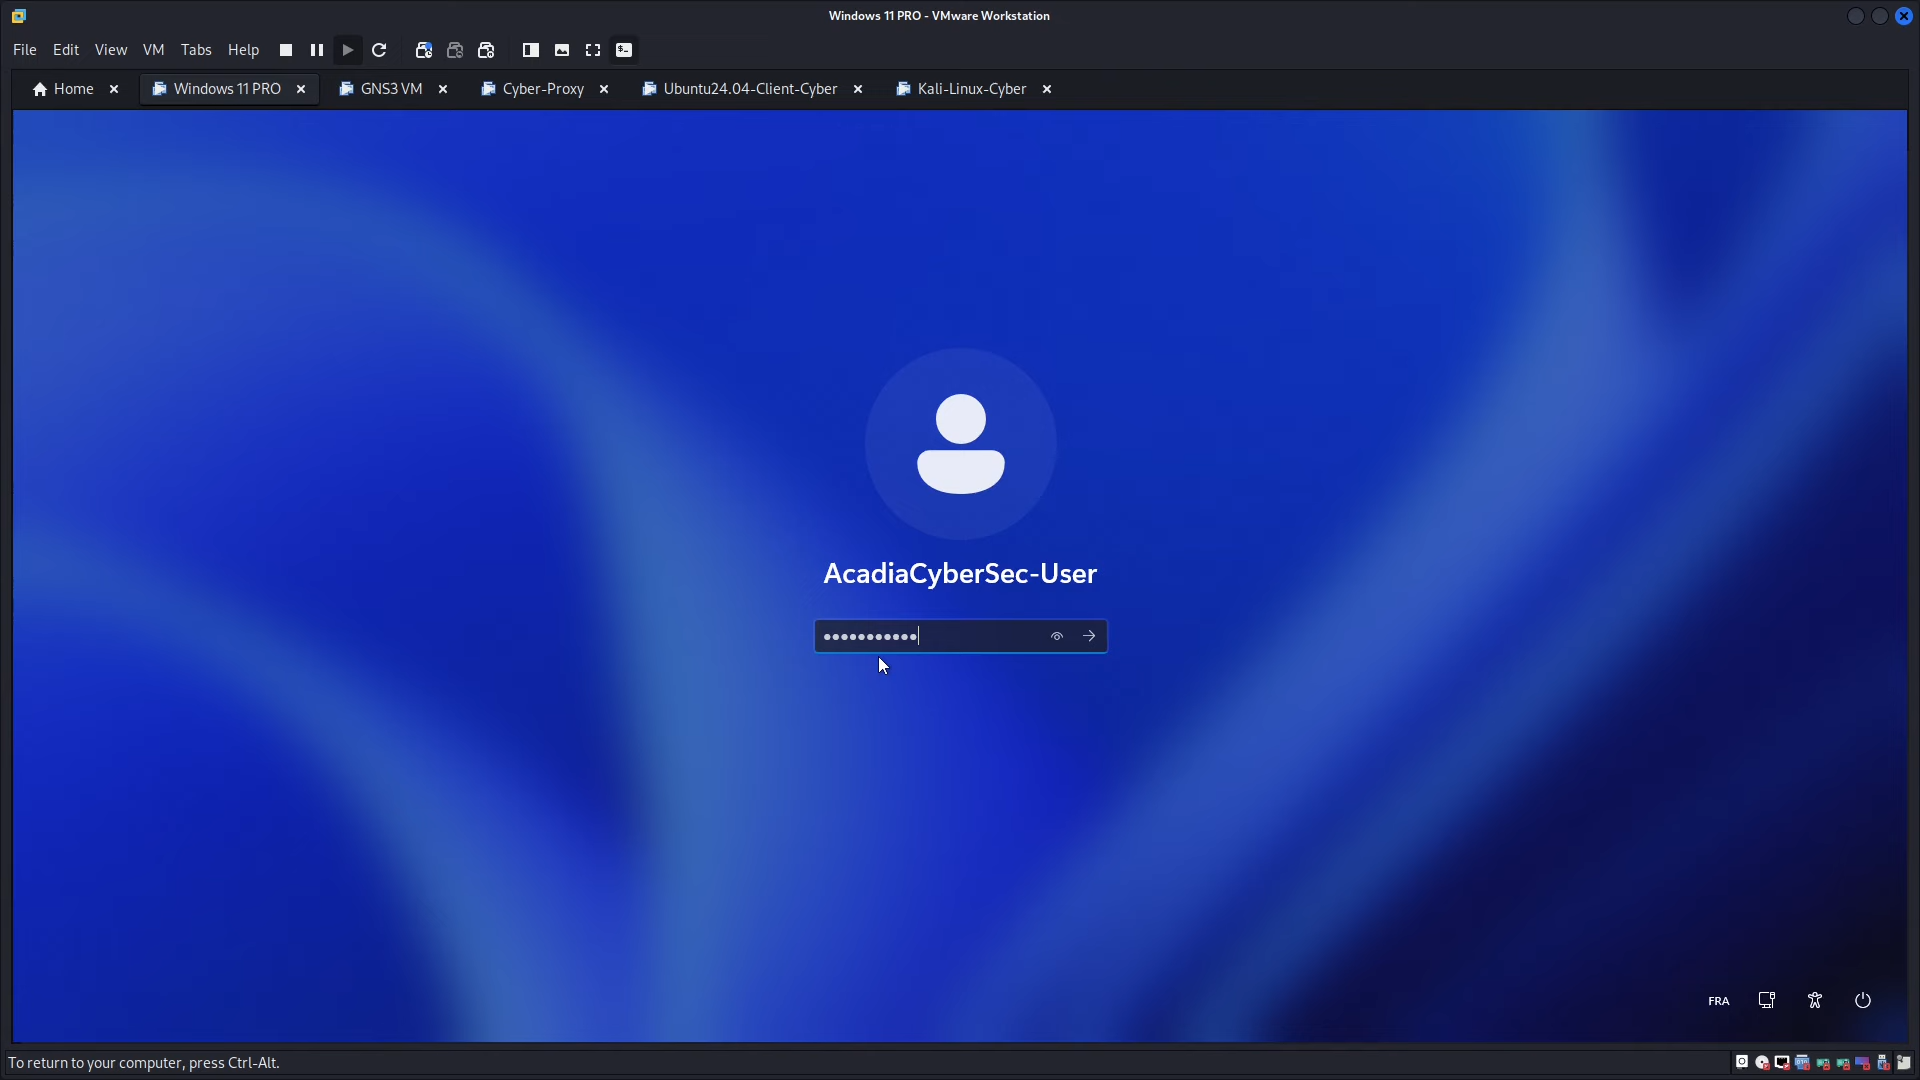 Windows 11 PRO - VMware Workstation
File Edit View VM Tabs Help
Home Windows 11 PRO GNS3 VM Cyber-Proxy Ubuntu24.04-Client-Cyber Kali-Linux-Cyber
AcadiaCyberSec-User
FRA
To return to your computer, press Ctrl-Alt.